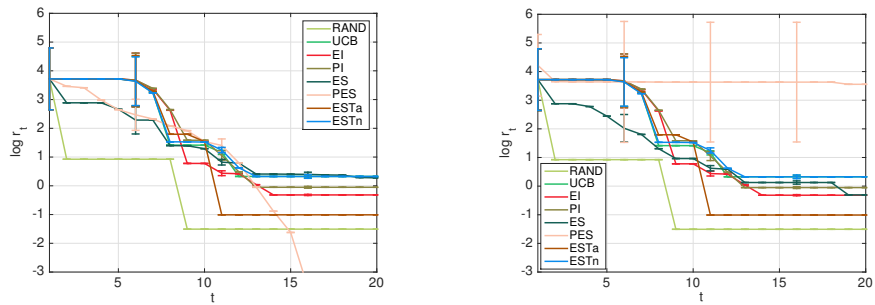 6
5
4
3
2
1
0
-1
-2
-3
log r_t
5
10
15
20
t
RAND
UCB
EI
PI
ES
PES
ESTa
ESTn
6
5
4
3
2
1
0
-1
-2
-3
log r_t
5
10
15
20
t
RAND
UCB
EI
PI
ES
PES
ESTa
ESTn